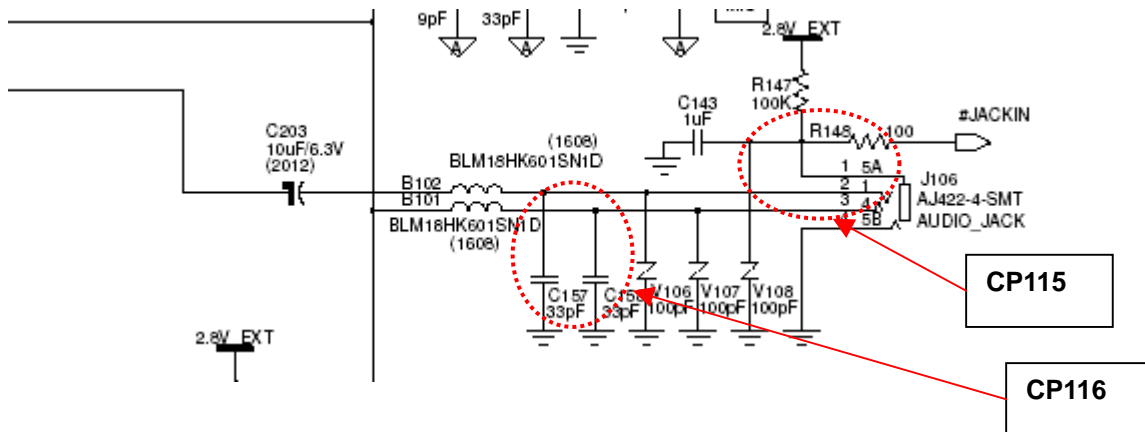 9pF
33pF
2.8V_EXT
R147
100K
C143
1uF
R148
100
#JACKIN
C203
10uF/6.3V
(2012)
(1608)
BLM18HK601SN1D
B102
B101
BLM18HK601SN1D
(1608)
1 5A
2 1
3 4
5B
J106
AJ422-4-SMT
AUDIO_JACK
C157
33pF
33pF
V106
100pF
V107
100pF
V108
100pF
A
A
A
2.8V_EXT
CP115
CP116